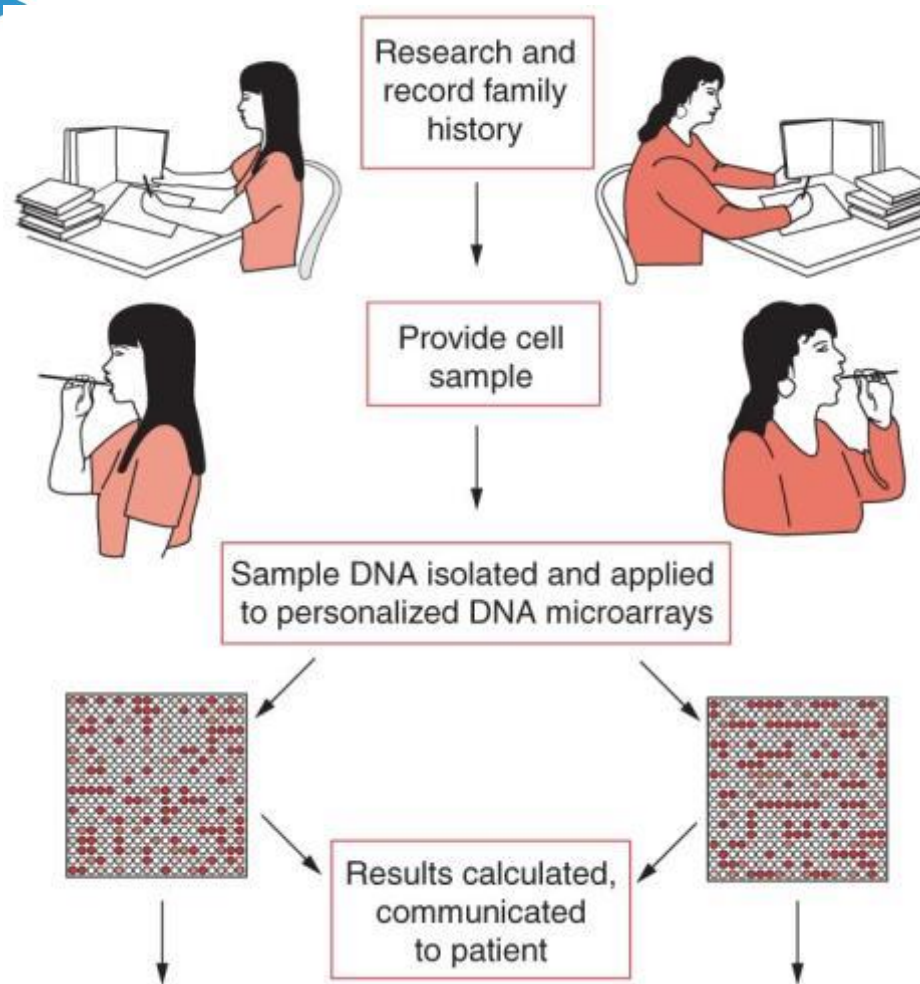 Research and
record family
history
Provide cell
sample
Sample DNA isolated and applied
to personalized DNA microarrays
Results calculated,
communicated
to patient